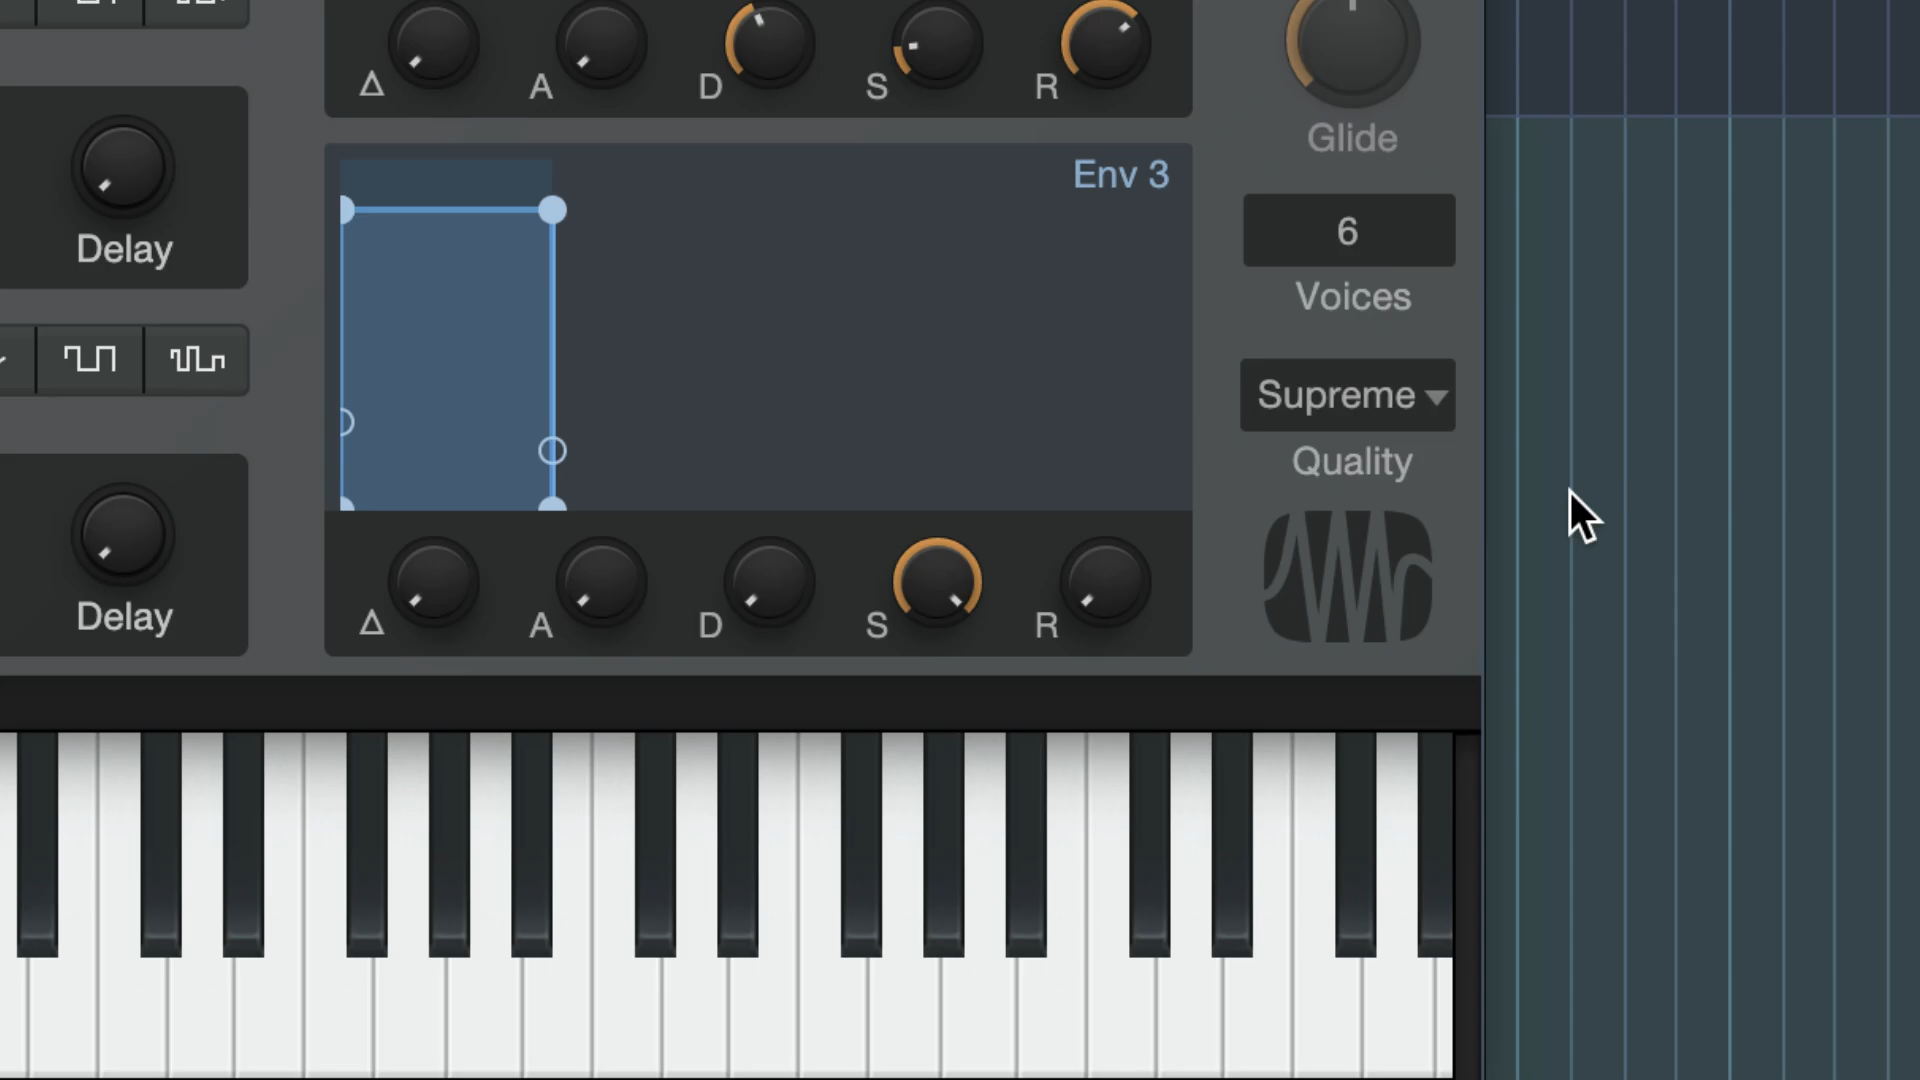 Δ A D S R
Glide
Delay
Env 3
6
Voices
Supreme
Quality
Delay
Δ A D S R